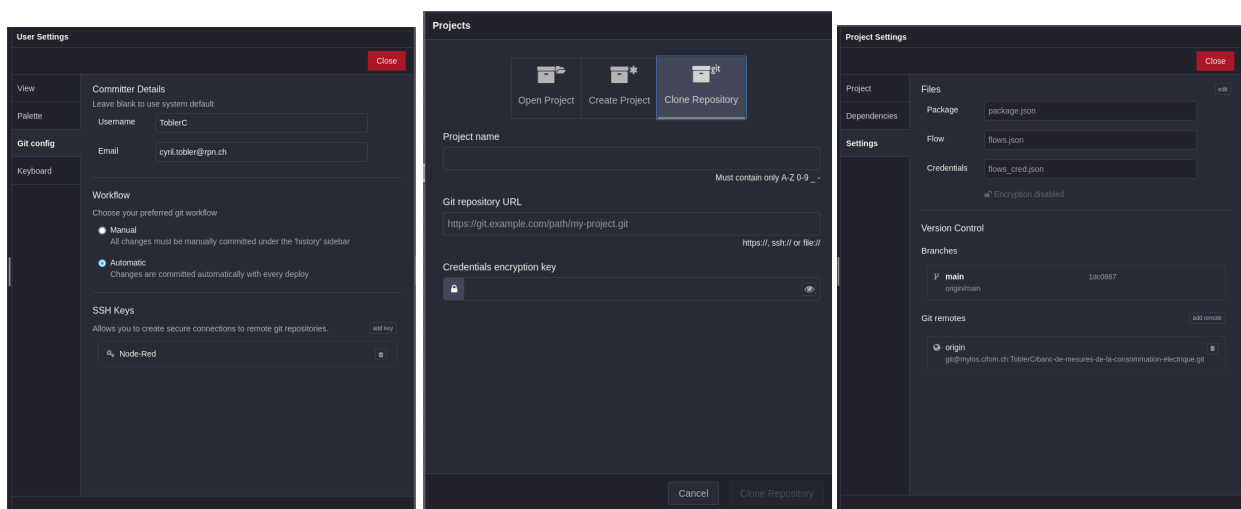 User Settings
Close
View
Palette
Git config
Keyboard
Committer Details
Leave blank to use system default
Username
ToblerC
Email
cyril.tobler@rpn.ch
Workflow
Choose your preferred git workflow
Manual
All changes must be manually committed under the 'history' sidebar
Automatic
Changes are committed automatically with every deploy
SSH Keys
Allows you to create secure connections to remote git repositories.
add key
Node-Red
Projects
Open Project
Create Project
git
Clone Repository
Project name
Must contain only A-Z 0-9 _ -
Git repository URL
https://git.example.com/path/my-project.git
https://, ssh:// or file://
Credentials encryption key
Cancel
Clone Repository
Project Settings
Close
Project
Dependencies
Settings
Files
edit
Package
package.json
Flow
flows.json
Credentials
flows_cred.json
Encryption disabled
Version Control
Branches
main
1dc0887
origin/main
Git remotes
add remote
origin
git@mylos.cifom.ch:ToblerC/banc-de-mesures-de-la-consommation-electrique.git